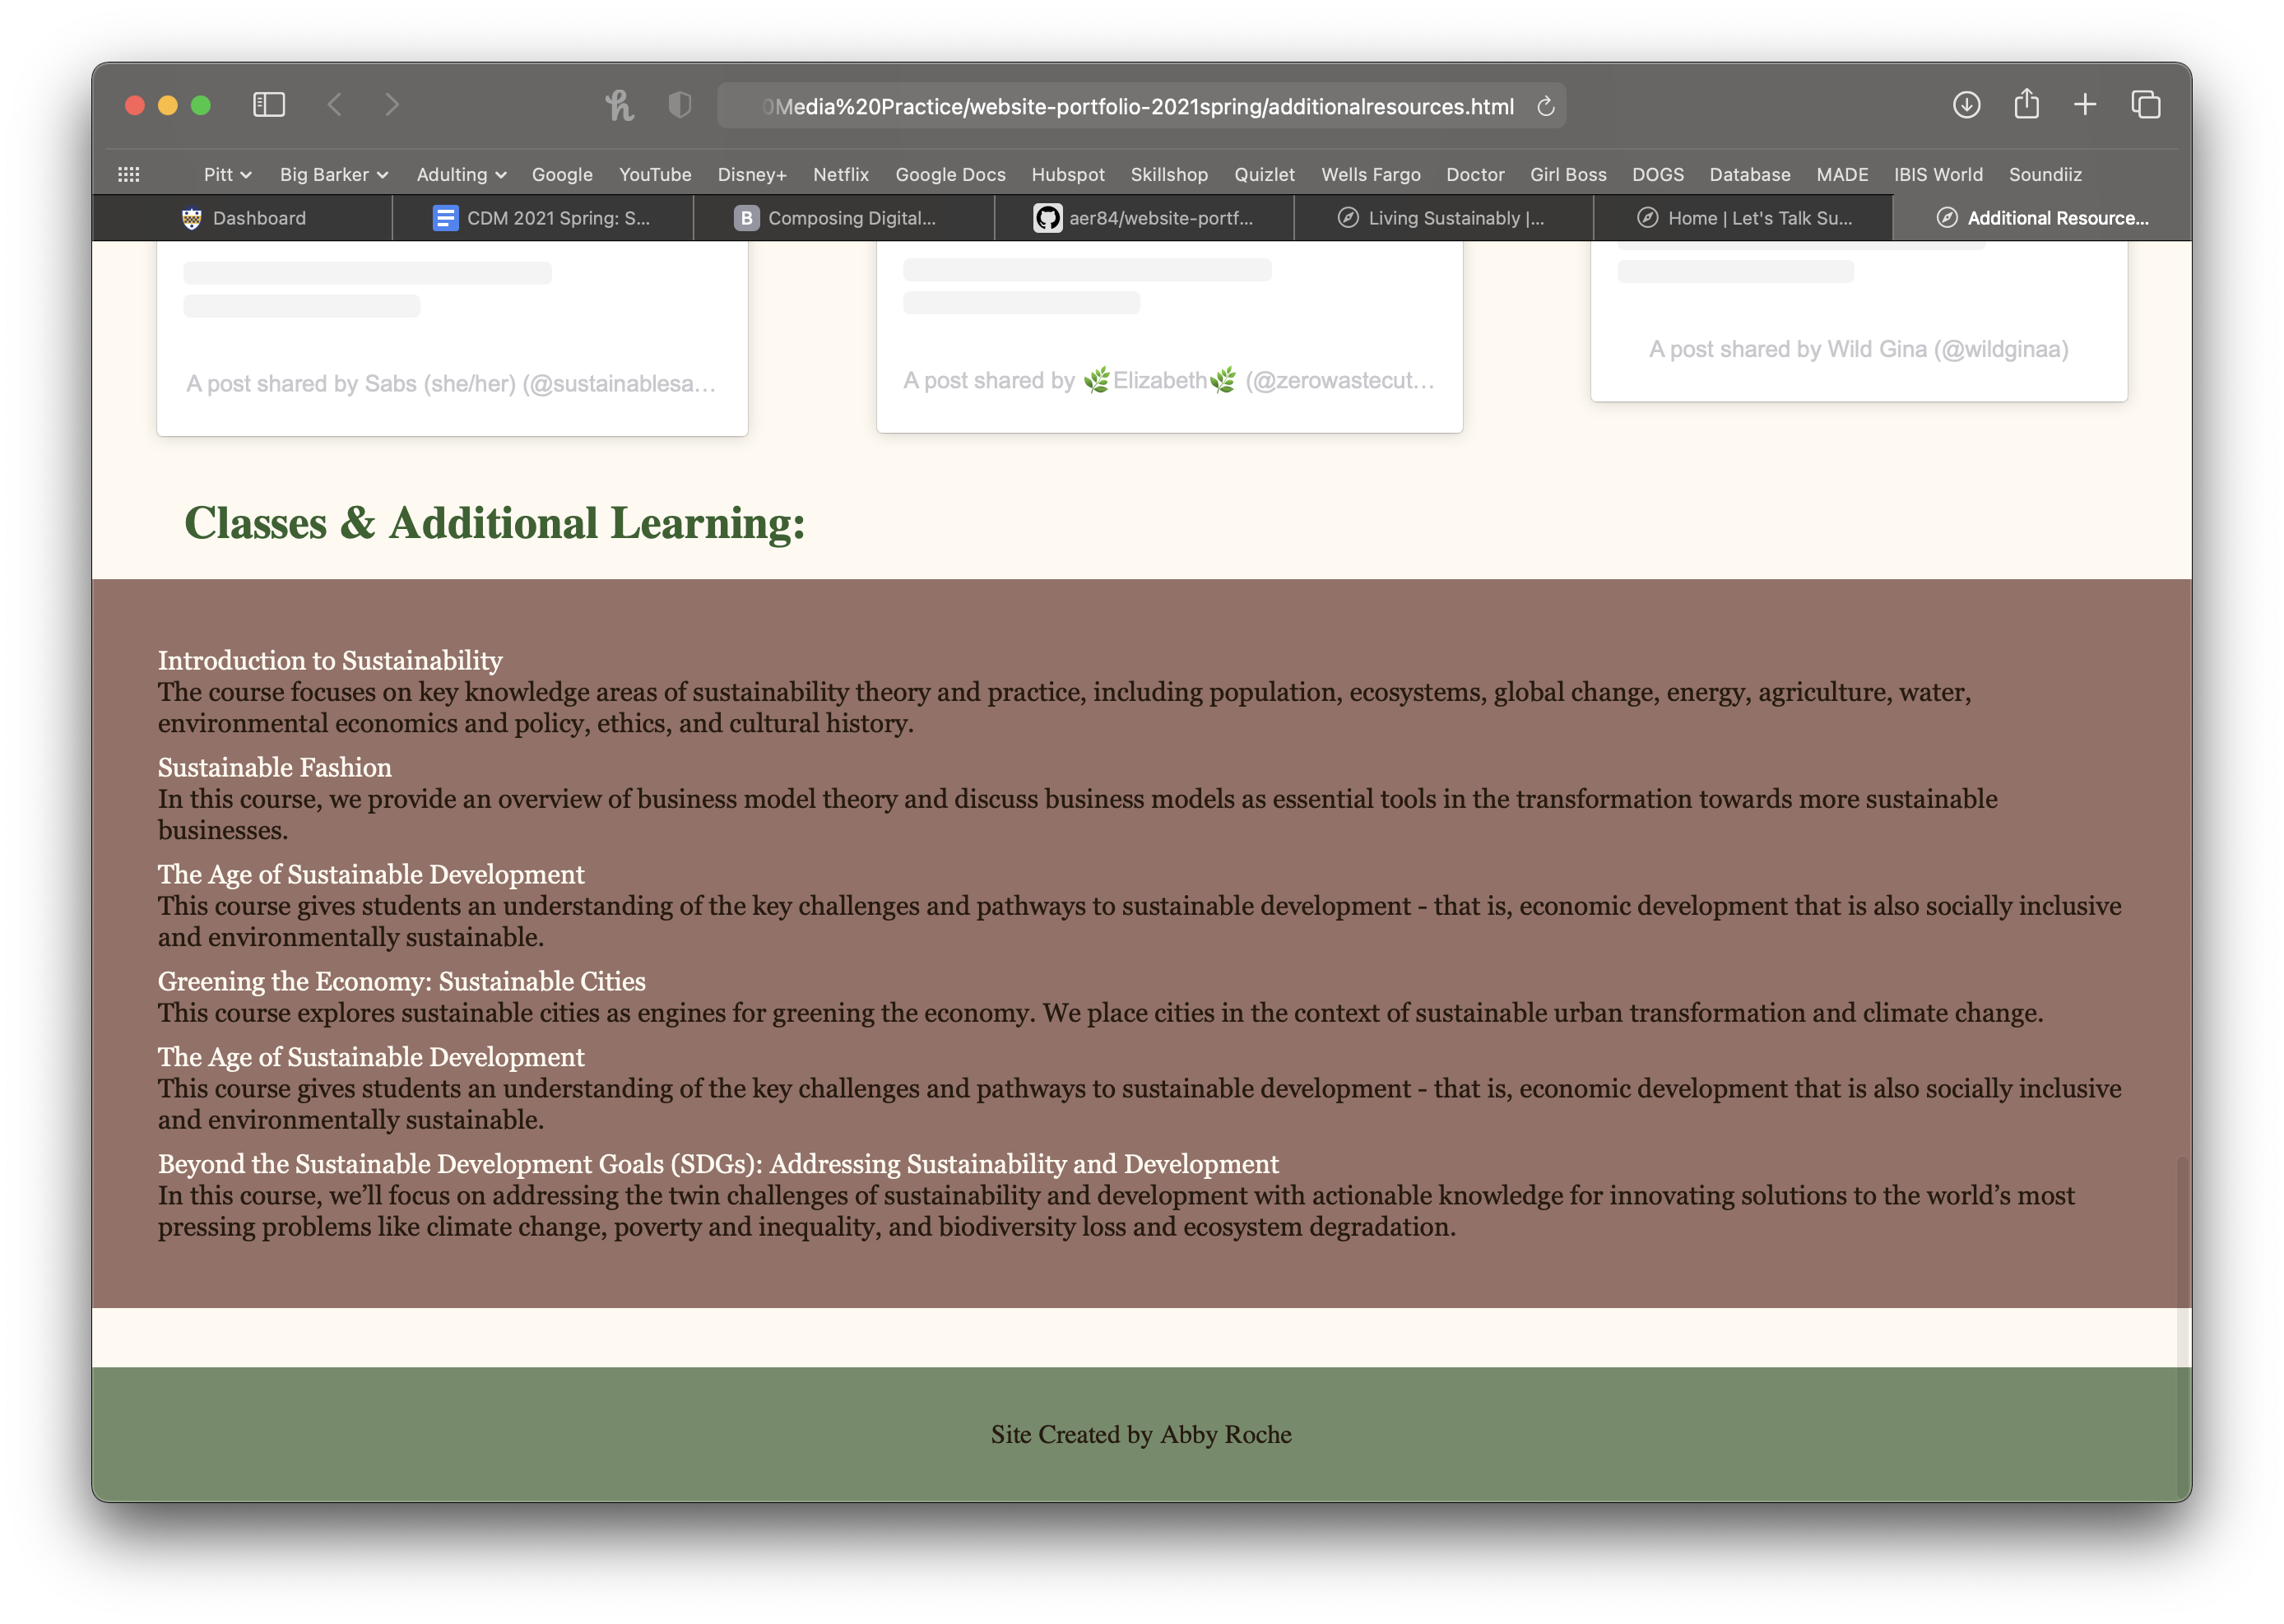 0Media%20Practice/website-portfolio-2021spring/additionalresources.html
Pitt Big Barker Adulting Google YouTube Disney+ Netflix Google Docs Hubspot Skillshop Quizlet Wells Fargo Doctor Girl Boss DOGS Database MADE IBIS World Soundiiz
Dashboard CDM 2021 Spring: S... B Composing Digital... aer84/website-portf... Living Sustainably |... Home | Let's Talk Su... Additional Resource...
A post shared by Sabs (she/her) (@sustainablesa...
A post shared by 🌿Elizabeth🌿 (@zerowastecut...
A post shared by Wild Gina (@wildginaa)
Classes & Additional Learning:
Introduction to Sustainability
The course focuses on key knowledge areas of sustainability theory and practice, including population, ecosystems, global change, energy, agriculture, water,
environmental economics and policy, ethics, and cultural history.
Sustainable Fashion
In this course, we provide an overview of business model theory and discuss business models as essential tools in the transformation towards more sustainable
businesses.
The Age of Sustainable Development
This course gives students an understanding of the key challenges and pathways to sustainable development - that is, economic development that is also socially inclusive
and environmentally sustainable.
Greening the Economy: Sustainable Cities
This course explores sustainable cities as engines for greening the economy. We place cities in the context of sustainable urban transformation and climate change.
The Age of Sustainable Development
This course gives students an understanding of the key challenges and pathways to sustainable development - that is, economic development that is also socially inclusive
and environmentally sustainable.
Beyond the Sustainable Development Goals (SDGs): Addressing Sustainability and Development
In this course, we’ll focus on addressing the twin challenges of sustainability and development with actionable knowledge for innovating solutions to the world’s most
pressing problems like climate change, poverty and inequality, and biodiversity loss and ecosystem degradation.
Site Created by Abby Roche